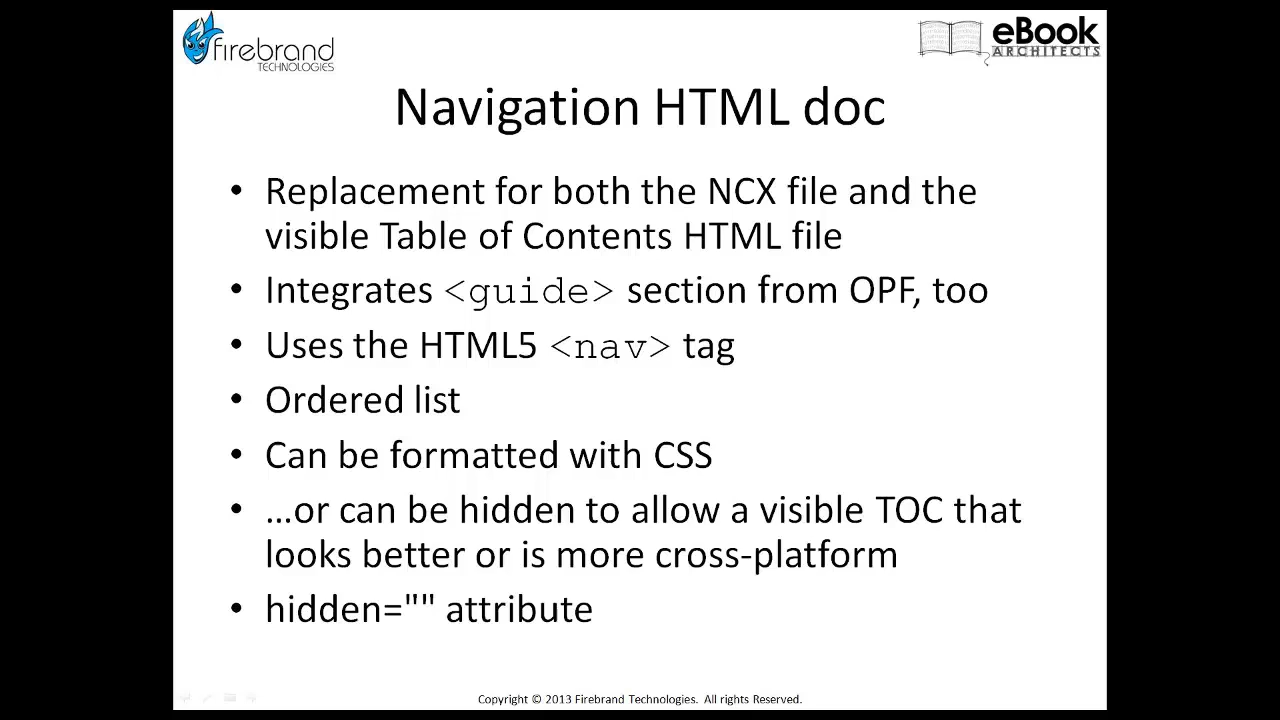 firebrand
TECHNOLOGIES
eBook
ARCHITECTS
Navigation HTML doc
• Replacement for both the NCX file and the
visible Table of Contents HTML file
• Integrates <guide> section from OPF, too
• Uses the HTML5 <nav> tag
• Ordered list
• Can be formatted with CSS
• …or can be hidden to allow a visible TOC that
looks better or is more cross-platform
• hidden="" attribute
Copyright © 2013 Firebrand Technologies. All rights Reserved.